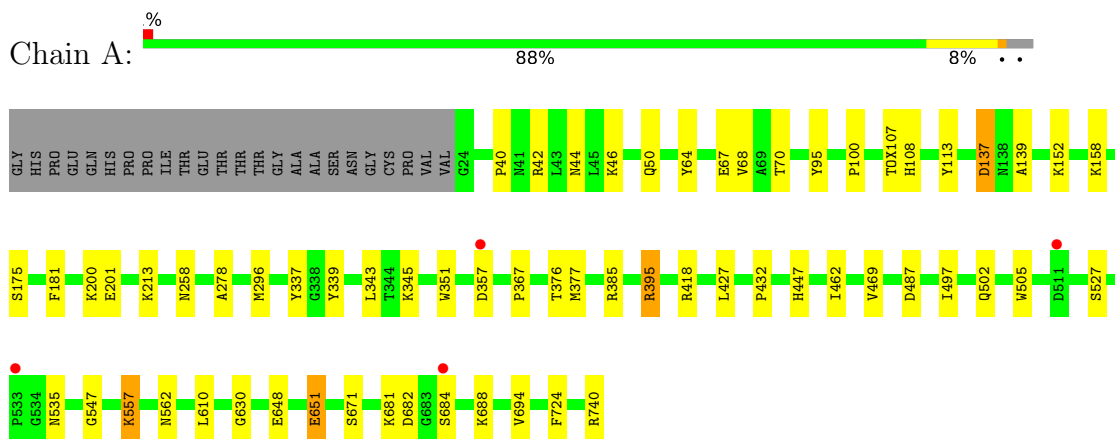 %
Chain A:
88% 8% • •
GLY HIS PRO PRO GLU GLN HIS PRO PRO ILE THR GLU THR THR THR GLY ALA ALA SER ASN GLY CYS PRO VAL VAL G24 P40 N41 R42 L43 N44 L45 K46 Q50 Y64 E67 V68 A69 T70 Y95 P100 TOX107 H108 Y113 D137 N138 A139 K152 K158
S175 F181 K200 E201 K213 N258 A278 M296 Y337 G338 Y339 L343 T344 K345 W351 D357 P367 T376 M377 R385 R395 R418 L427 P432 H447 I462 V469 D487 I497 Q502 W505 D511 S527
P533 G534 N535 G547 K557 N562 L610 G630 E648 E651 S671 K681 D682 G683 S684 K688 V694 F724 R740